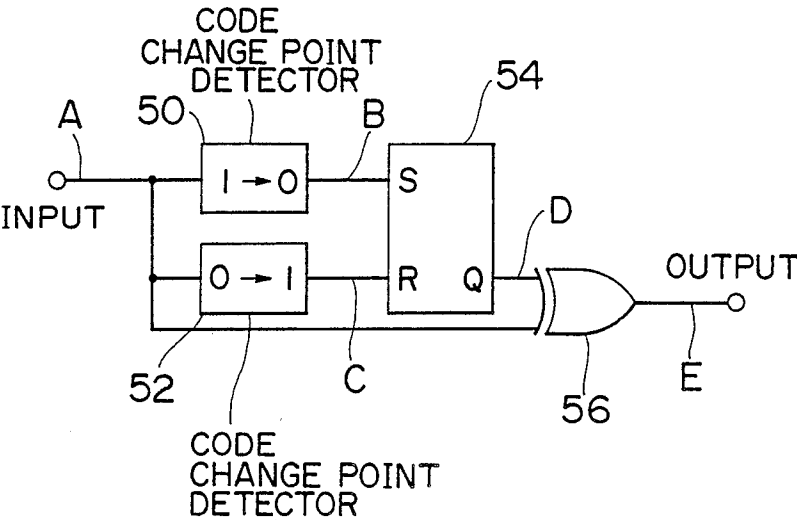 CODE
CHANGE POINT
DETECTOR
54
A
50
B
1→0
S
INPUT
D
0→1
R
Q
OUTPUT
52
C
56
E
CODE
CHANGE POINT
DETECTOR